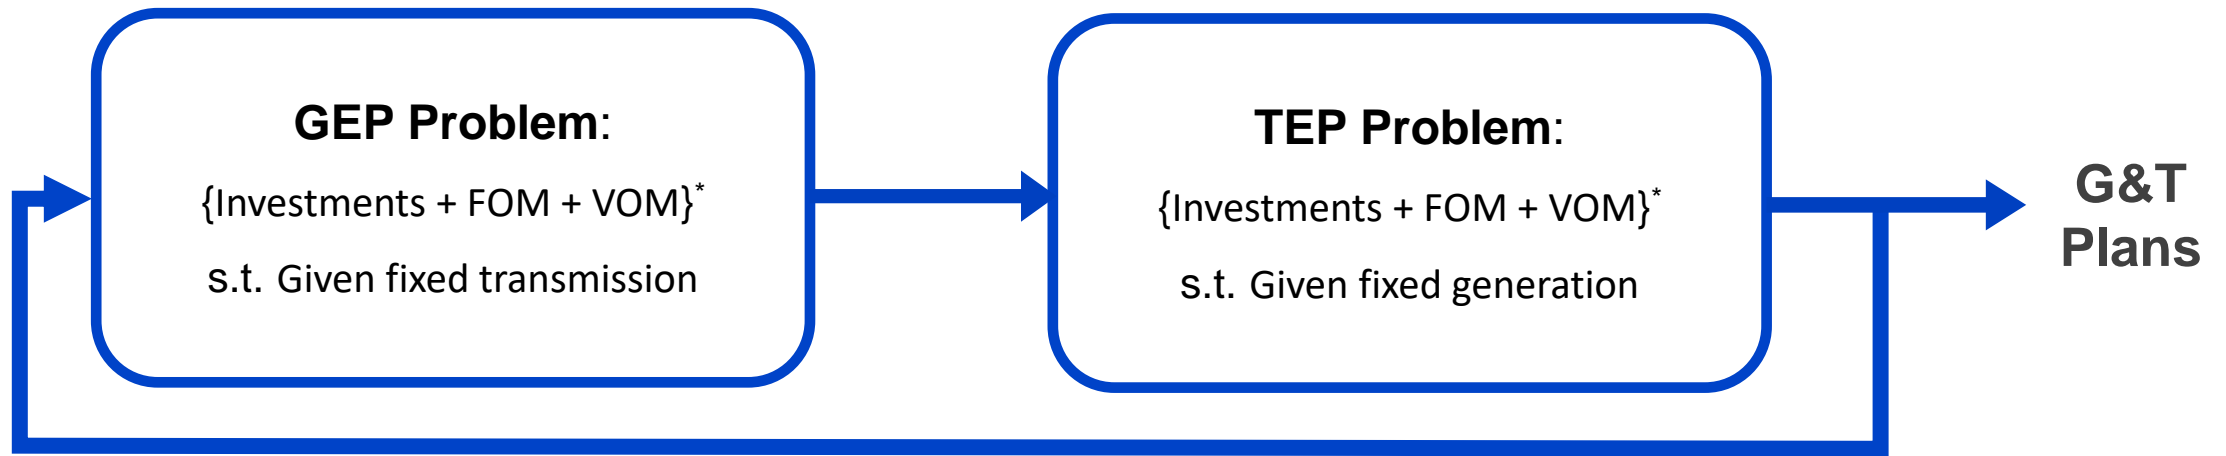 GEP Problem:
{Investments + FOM + VOM}*
s.t. Given fixed transmission
TEP Problem:
{Investments + FOM + VOM}*
s.t. Given fixed generation
G&T
Plans